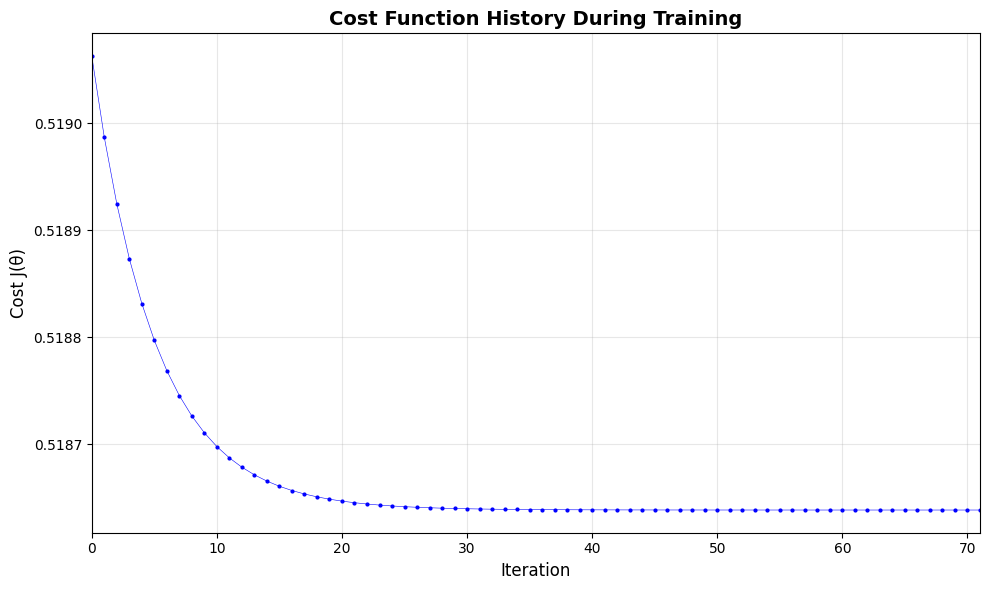 Cost Function History During Training
Cost J(θ)
0.5190
0.5189
0.5188
0.5187
0 10 20 30 40 50 60 70
Iteration